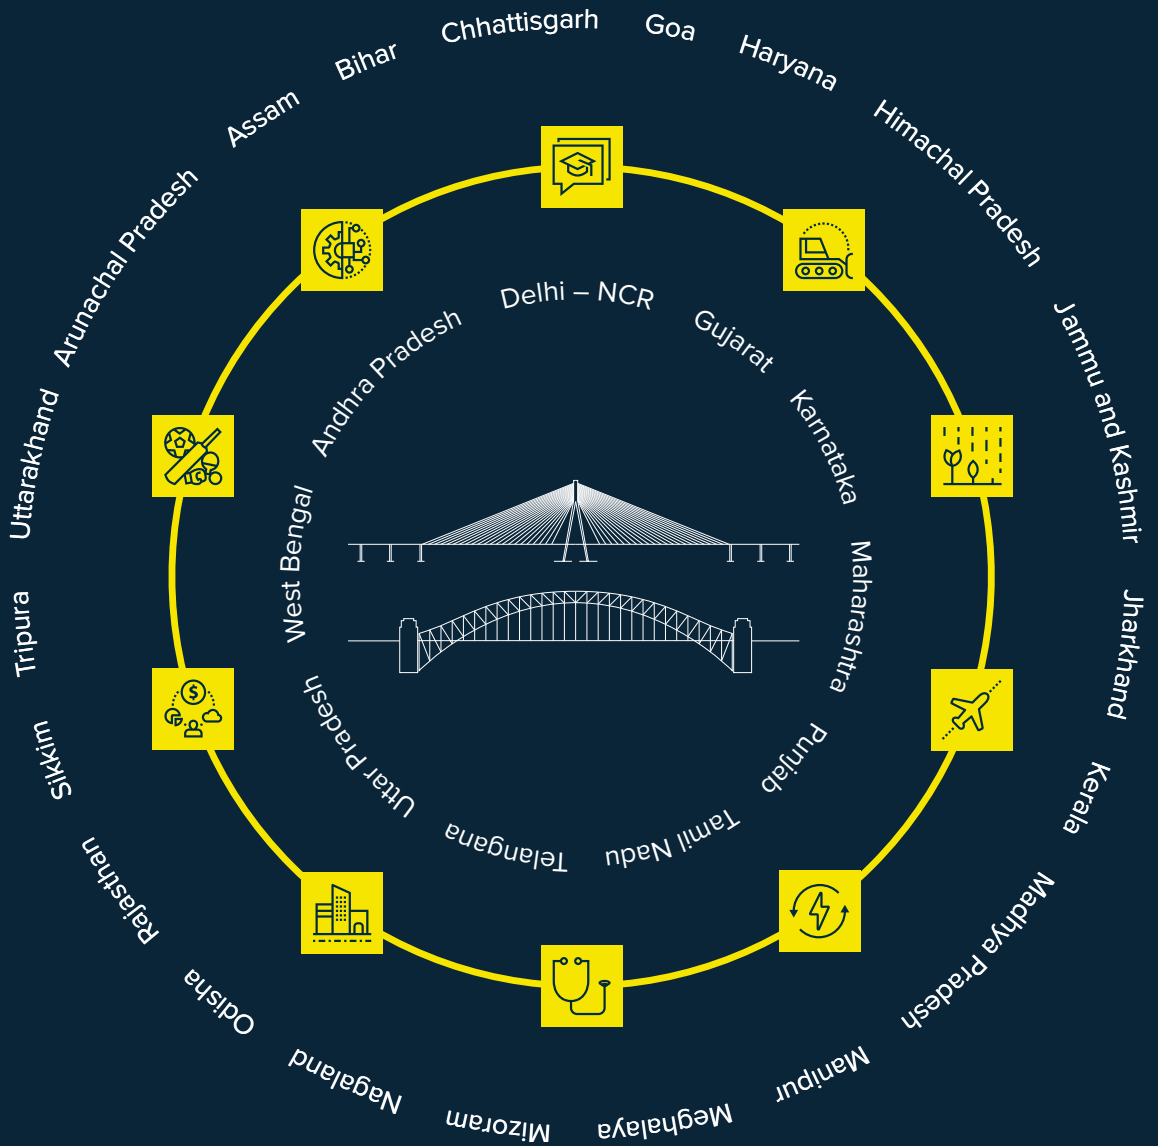 Chhattisgarh
Goa
Haryana
Himachal Pradesh
Jammu and Kashmir
Jharkhand
Kerala
Madhya Pradesh
Manipur
Meghalaya
Mizoram
Nagaland
Odisha
Rajasthan
Sikkim
Tripura
Uttarakhand
Arunachal Pradesh
Assam
Bihar
Delhi – NCR
Gujarat
Karnataka
Maharashtra
Punjab
Tamil Nadu
Telangana
Uttar Pradesh
West Bengal
Andhra Pradesh
$